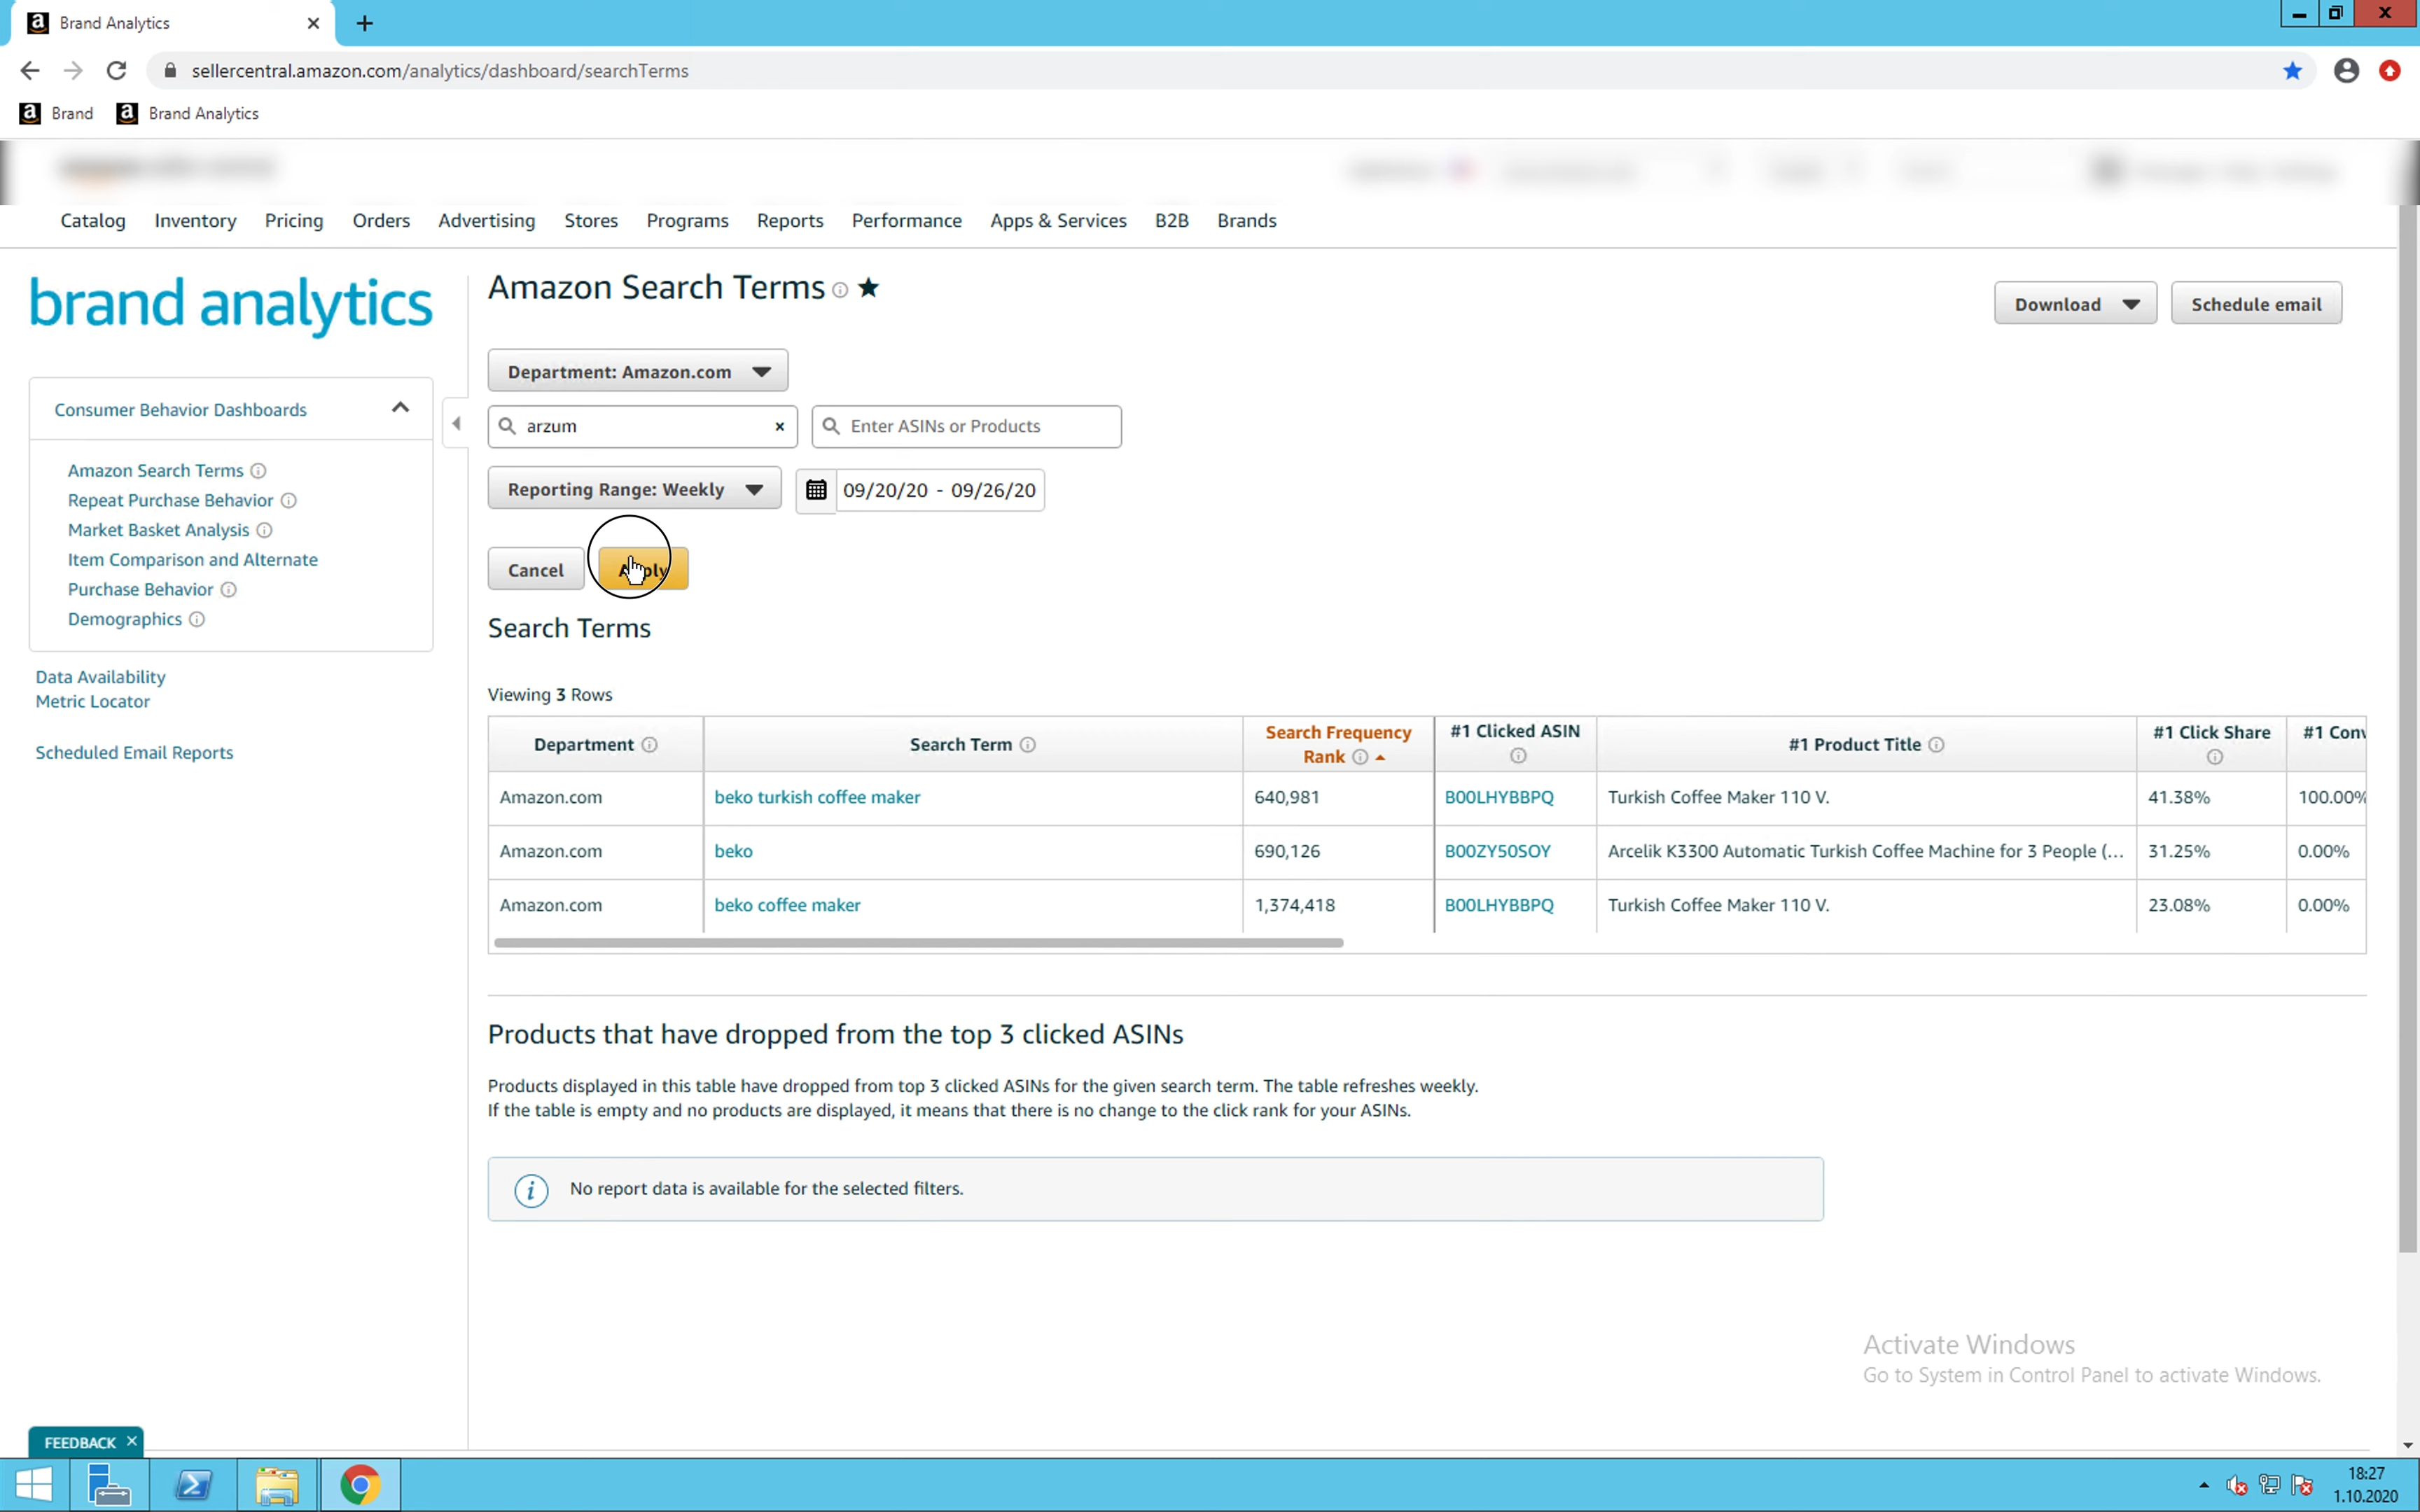 Brand Analytics
sellercentral.amazon.com/analytics/dashboard/searchTerms
Brand Brand Analytics
Catalog Inventory Pricing Orders Advertising Stores Programs Reports Performance Apps & Services B2B Brands
brand analytics
Consumer Behavior Dashboards
Amazon Search Terms
Repeat Purchase Behavior
Market Basket Analysis
Item Comparison and Alternate
Purchase Behavior
Demographics
Data Availability
Metric Locator
Scheduled Email Reports
Amazon Search Terms
Download Schedule email
Department: Amazon.com
arzum × Enter ASINs or Products
Reporting Range: Weekly 09/20/20 - 09/26/20
Cancel Apply
Search Terms
Viewing 3 Rows
Department Search Term Search Frequency Rank #1 Clicked ASIN #1 Product Title #1 Click Share #1 Conv
Amazon.com beko turkish coffee maker 640,981 B00LHYBBPQ Turkish Coffee Maker 110 V. 41.38% 100.00%
Amazon.com beko 690,126 B00ZY50SOY Arcelik K3300 Automatic Turkish Coffee Machine for 3 People (... 31.25% 0.00%
Amazon.com beko coffee maker 1,374,418 B00LHYBBPQ Turkish Coffee Maker 110 V. 23.08% 0.00%
Products that have dropped from the top 3 clicked ASINs
Products displayed in this table have dropped from top 3 clicked ASINs for the given search term. The table refreshes weekly.
If the table is empty and no products are displayed, it means that there is no change to the click rank for your ASINs.
No report data is available for the selected filters.
Activate Windows
Go to System in Control Panel to activate Windows.
FEEDBACK ×
18:27
1.10.2020